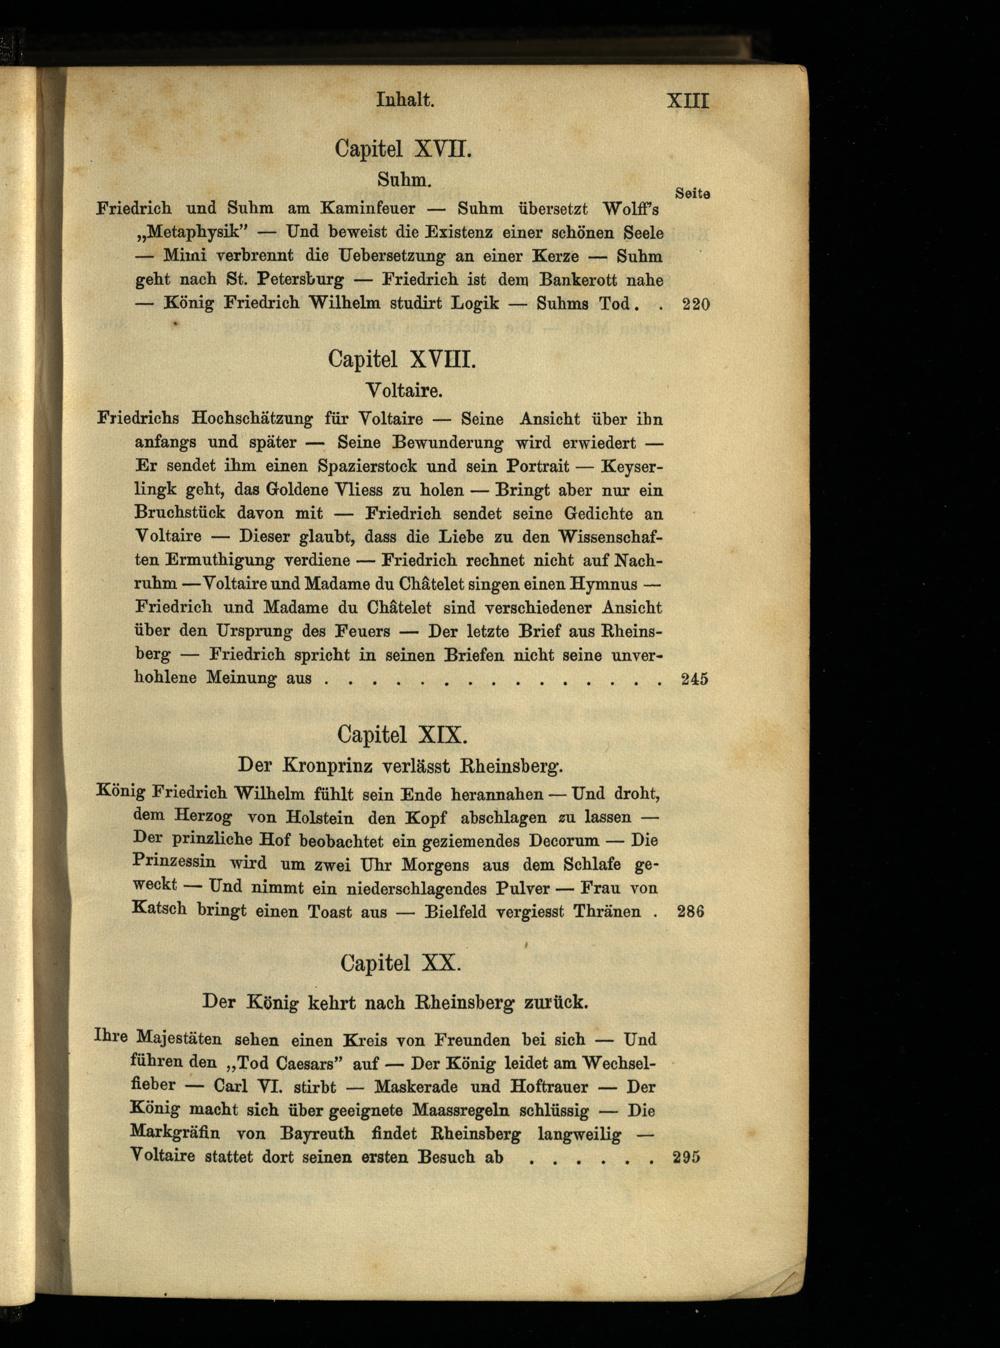 Inhalt. XIII
Capitel XVII.
Suhm.
Seite
Friedrich und Suhm am Kaminfeuer — Suhm übersetzt Wolff's
„Metaphysik" — Und beweist die Existenz einer schönen Seele
— Mimi verbrennt die Uebersetzung an einer Kerze — Suhm
geht nach St. Petersburg — Friedrich ist dem Bankerott nahe
— König Friedrich Wilhelm studirt Logik — Suhms Tod. . 220
Capitel XVIII.
Voltaire.
Friedrichs Hochschätzung für Voltaire — Seine Ansicht über ihn
anfangs und später — Seine Bewunderung wird erwiedert —
Er sendet ihm einen Spazierstock und sein Portrait — Keyser-
lingk geht, das Goldene Vliess zu holen — Bringt aber nur ein
Bruchstück davon mit — Friedrich sendet seine Gedichte an
Voltaire — Dieser glaubt, dass die Liebe zu den Wissenschaf-
ten Ermuthigung verdiene — Friedrich rechnet nicht auf Nach-
ruhm — Voltaire und Madame du Châtelet singen einen Hymnus —
Friedrich und Madame du Châtelet sind verschiedener Ansicht
über den Ursprung des Feuers — Der letzte Brief aus Rheins-
berg — Friedrich spricht in seinen Briefen nicht seine unver-
hohlene Meinung aus . . . . . . . . . . . . . . . 245
Capitel XIX.
Der Kronprinz verlässt Rheinsberg.
König Friedrich Wilhelm fühlt sein Ende herannahen — Und droht,
dem Herzog von Holstein den Kopf abschlagen zu lassen —
Der prinzliche Hof beobachtet ein geziemendes Decorum — Die
Prinzessin wird um zwei Uhr Morgens aus dem Schlafe ge-
weckt — Und nimmt ein niederschlagendes Pulver — Frau von
Katsch bringt einen Toast aus — Bielfeld vergiesst Thränen . 286
Capitel XX.
Der König kehrt nach Rheinsberg zurück.
Ihre Majestäten sehen einen Kreis von Freunden bei sich — Und
führen den „Tod Caesars" auf — Der König leidet am Wechsel-
fieber — Carl VI. stirbt — Maskerade und Hoftrauer — Der
König macht sich über geeignete Maassregeln schlüssig — Die
Markgräfin von Bayreuth findet Rheinsberg langweilig —
Voltaire stattet dort seinen ersten Besuch ab . . . . . . 295